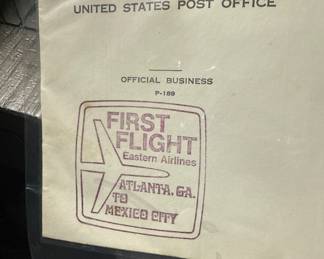 UNITED STATES POST OFFICE
OFFICIAL BUSINESS
P-189
FIRST
FLIGHT
Eastern Airlines
ATLANTA, GA.
TO
MEXICO CITY